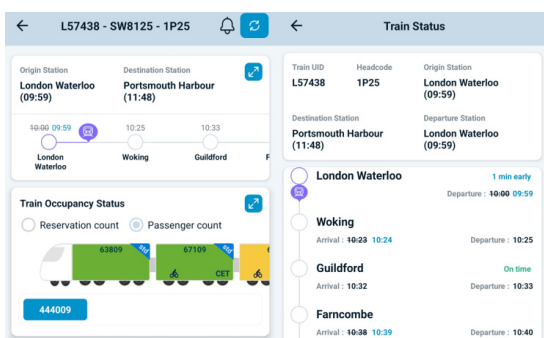 L57438 - SW8125 - 1P25
Origin Station
Destination Station
London Waterloo
(09:59)
Portsmouth Harbour
(11:48)
10:00 09:59
10:25
10:33
London
Waterloo
Woking
Guildford
F
Train Occupancy Status
Reservation count
Passenger count
63809
std
67109
std
6
CET
444009
Train Status
Train UID
Headcode
Origin Station
L57438
1P25
London Waterloo
(09:59)
Destination Station
Departure Station
Portsmouth Harbour
(11:48)
London Waterloo
(09:59)
London Waterloo
1 min early
Departure : 10:00 09:59
Woking
Arrival : 10:23 10:24
Departure : 10:25
Guildford
On time
Arrival : 10:32
Departure : 10:33
Farncombe
Arrival : 10:38 10:39
Departure : 10:40